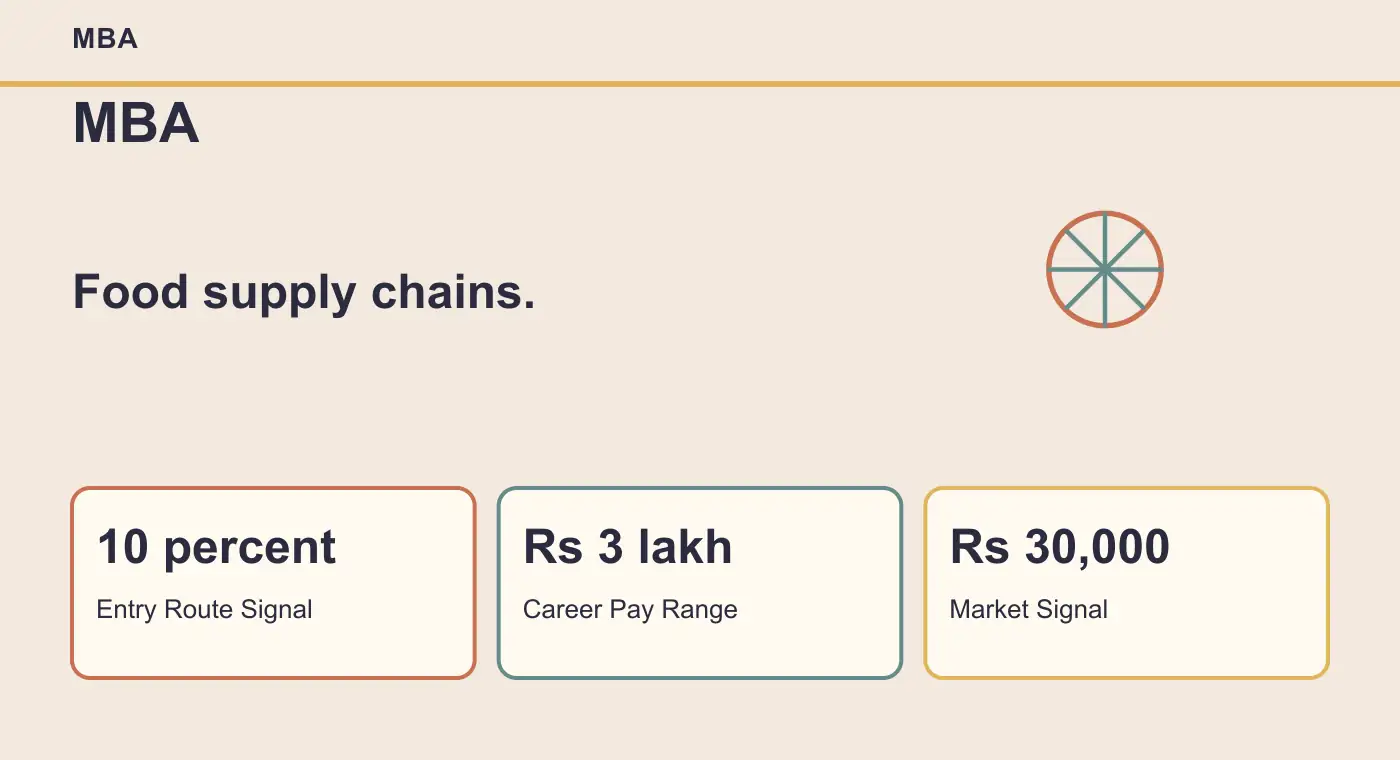 MBA
MBA
Food supply chains.
10 percent
Entry Route Signal
Rs 3 lakh
Career Pay Range
Rs 30,000
Market Signal